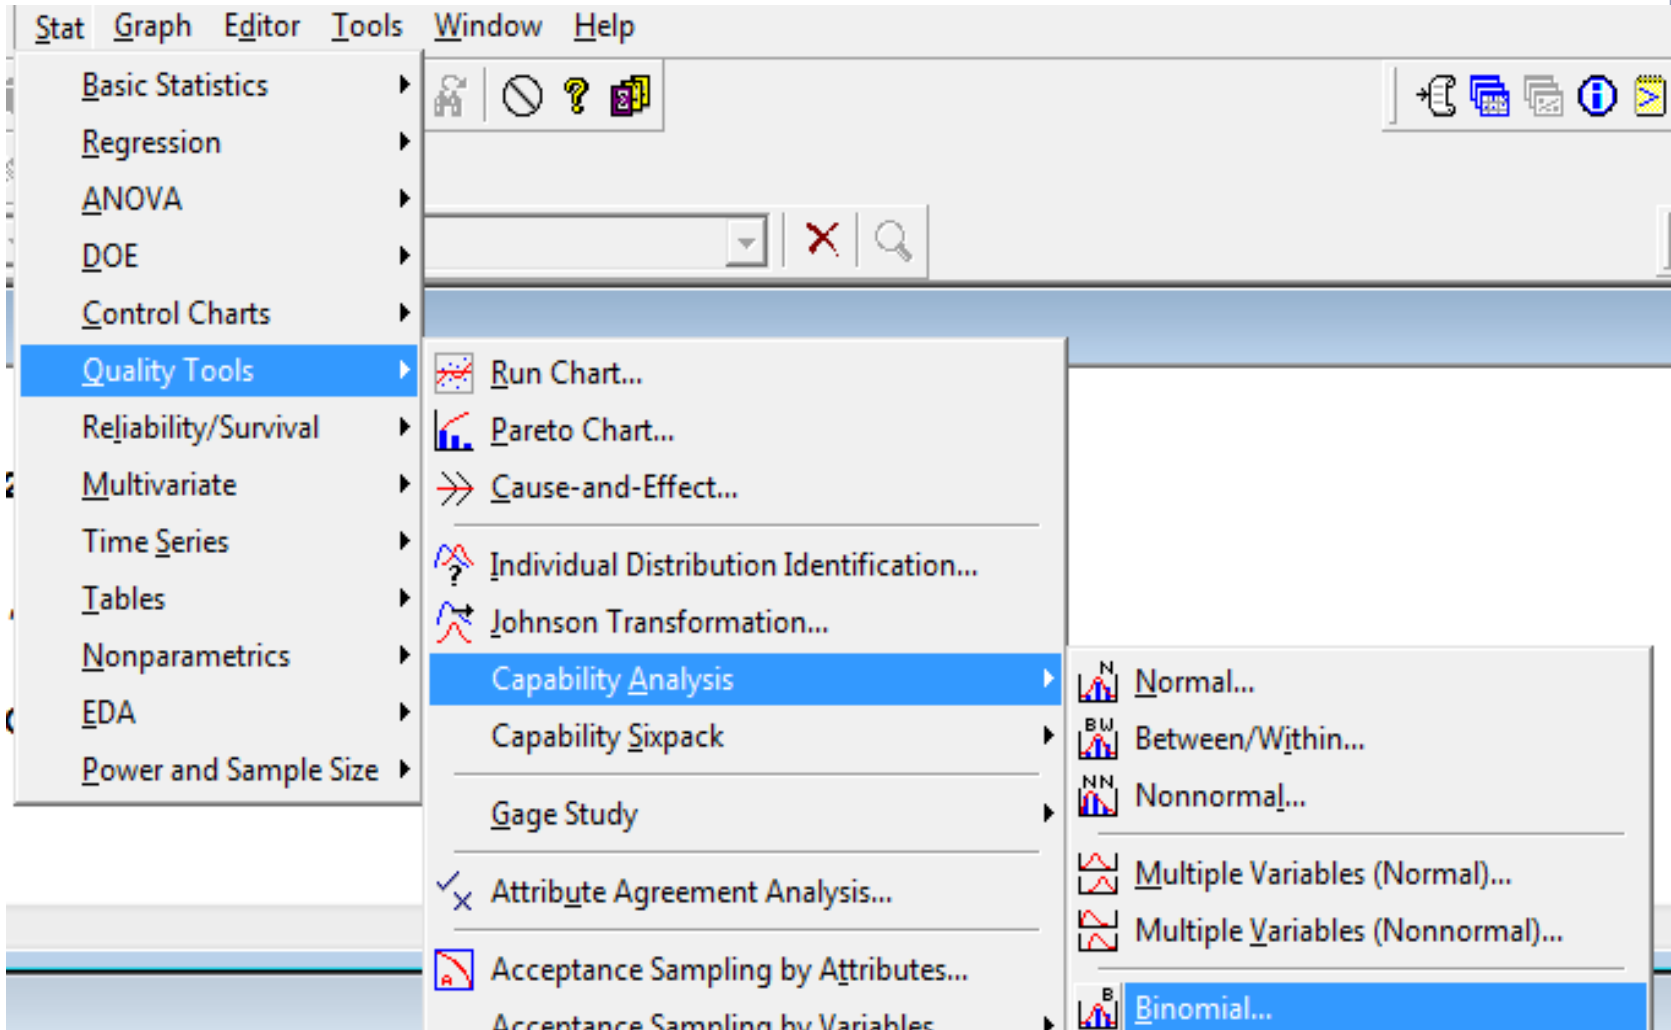 Stat Graph Editor Tools Window Help
Basic Statistics
Regression
ANOVA
DOE
Control Charts
Quality Tools
Reliability/Survival
Multivariate
Time Series
Tables
Nonparametrics
EDA
Power and Sample Size
Run Chart...
Pareto Chart...
Cause-and-Effect...
Individual Distribution Identification...
Johnson Transformation...
Capability Analysis
Capability Sixpack
Gage Study
Attribute Agreement Analysis...
Acceptance Sampling by Attributes...
Acceptance Sampling by Variables
N Normal...
BW Between/Within...
NN Nonnormal...
Multiple Variables (Normal)...
Multiple Variables (Nonnormal)...
B Binomial...